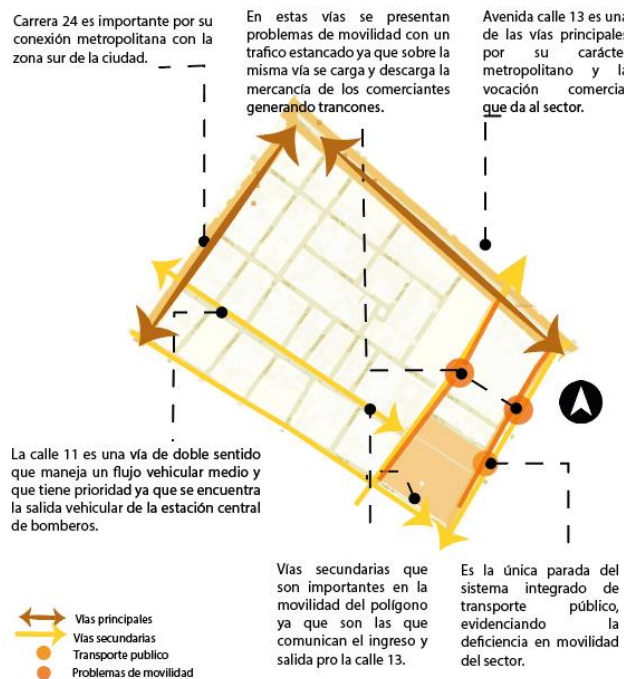 Carrera 24 es importante por su
conexión metropolitana con la
zona sur de la ciudad.
En estas vías se presentan
problemas de movilidad con un
trafico estancado ya que sobre la
misma vía se carga y descarga la
mercancía de los comerciantes
generando trancones.
Avenida calle 13 es una
de las vías principales
por su carácte
metropolitano y la
vocación comercia
que da al sector.
La calle 11 es una vía de doble sentido
que maneja un flujo vehicular medio y
que tiene prioridad ya que se encuentra
la salida vehicular de la estación central
de bomberos.
Vías secundarias que
son importantes en la
movilidad del polígono
ya que son las que
comunican el ingreso y
salida pro la calle 13.
Es la única parada del
sistema integrado de
transporte público,
evidenciando la
deficiencia en movilidad
del sector.
Vías principales
Vías secundarias
Transporte publico
Problemas de movilidad